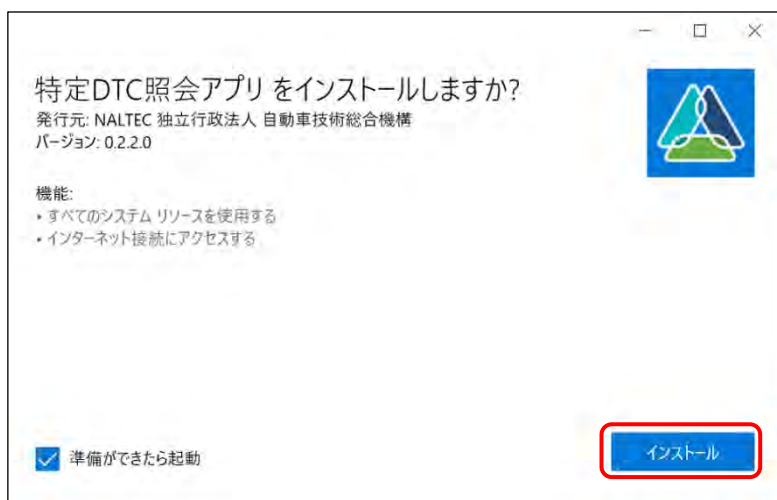 特定DTC照会アプリ をインストールしますか?
発行元: NALTEC 独立行政法人 自動車技術総合機構
バージョン: 0.2.2.0
機能:
• すべてのシステム リソースを使用する
• インターネット接続にアクセスする
準備ができたら起動
インストール